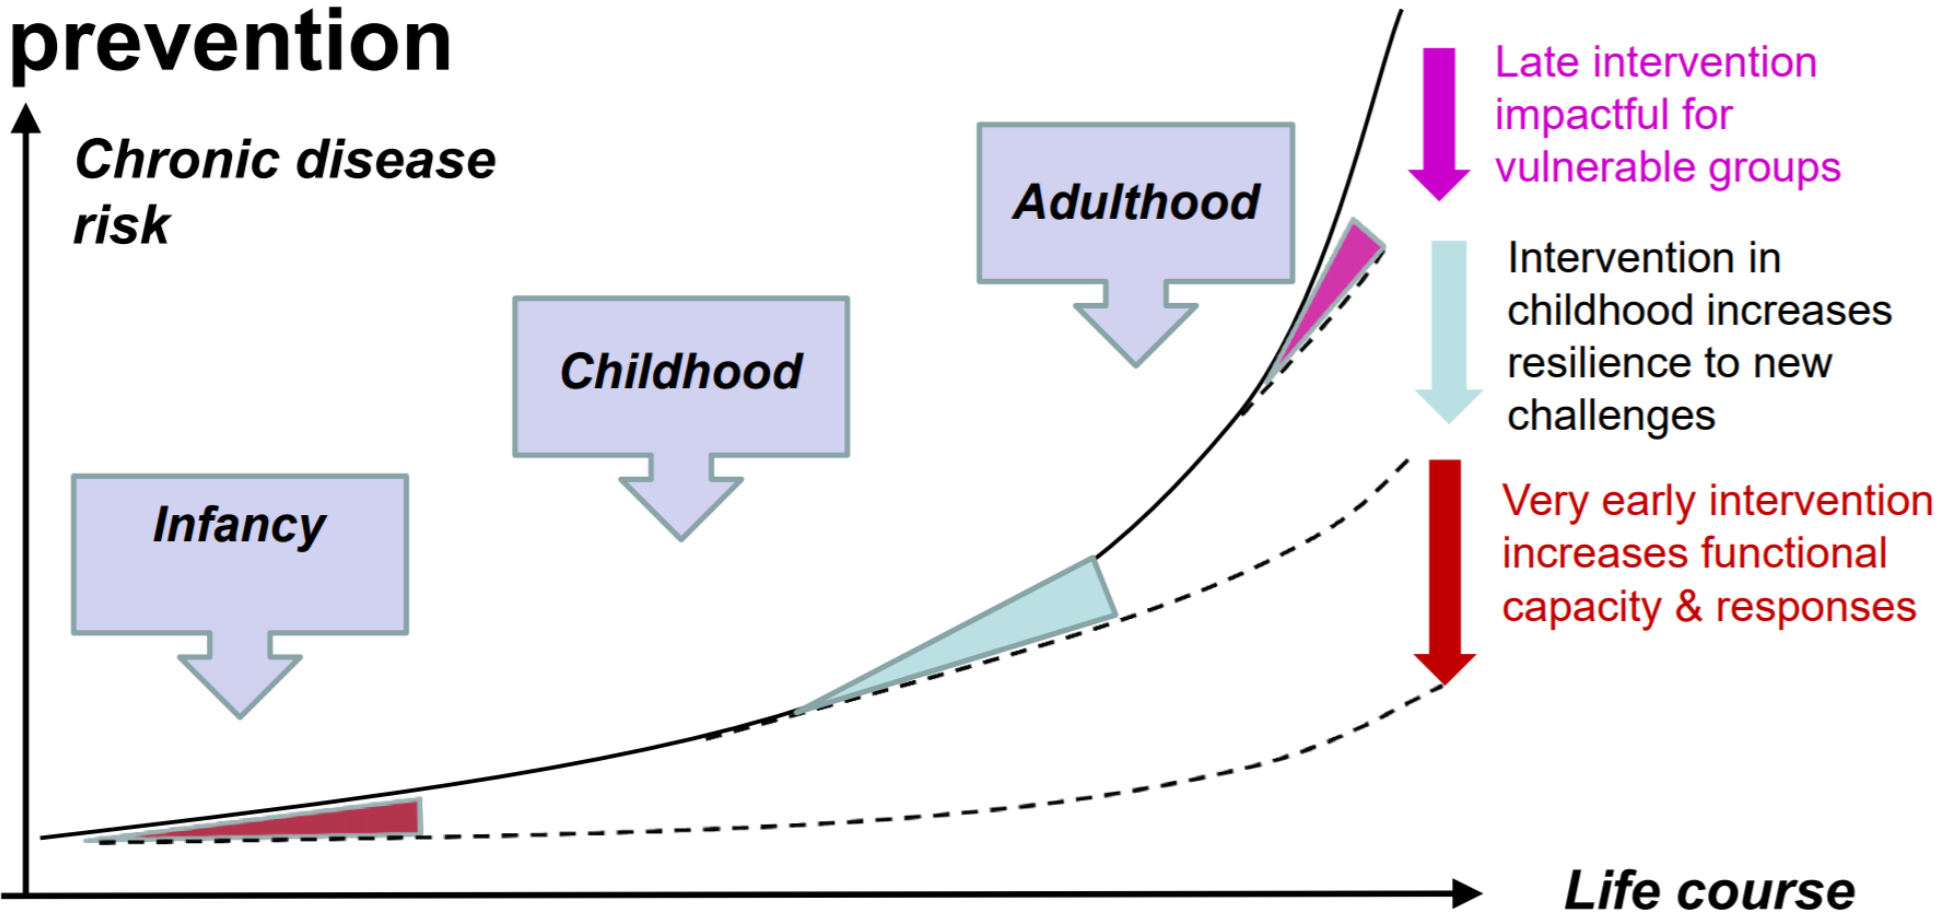 prevention
Chronic disease
risk
Infancy
Childhood
Adulthood
Late intervention
impactful for
vulnerable groups
Intervention in
childhood increases
resilience to new
challenges
Very early intervention
increases functional
capacity & responses
Life course